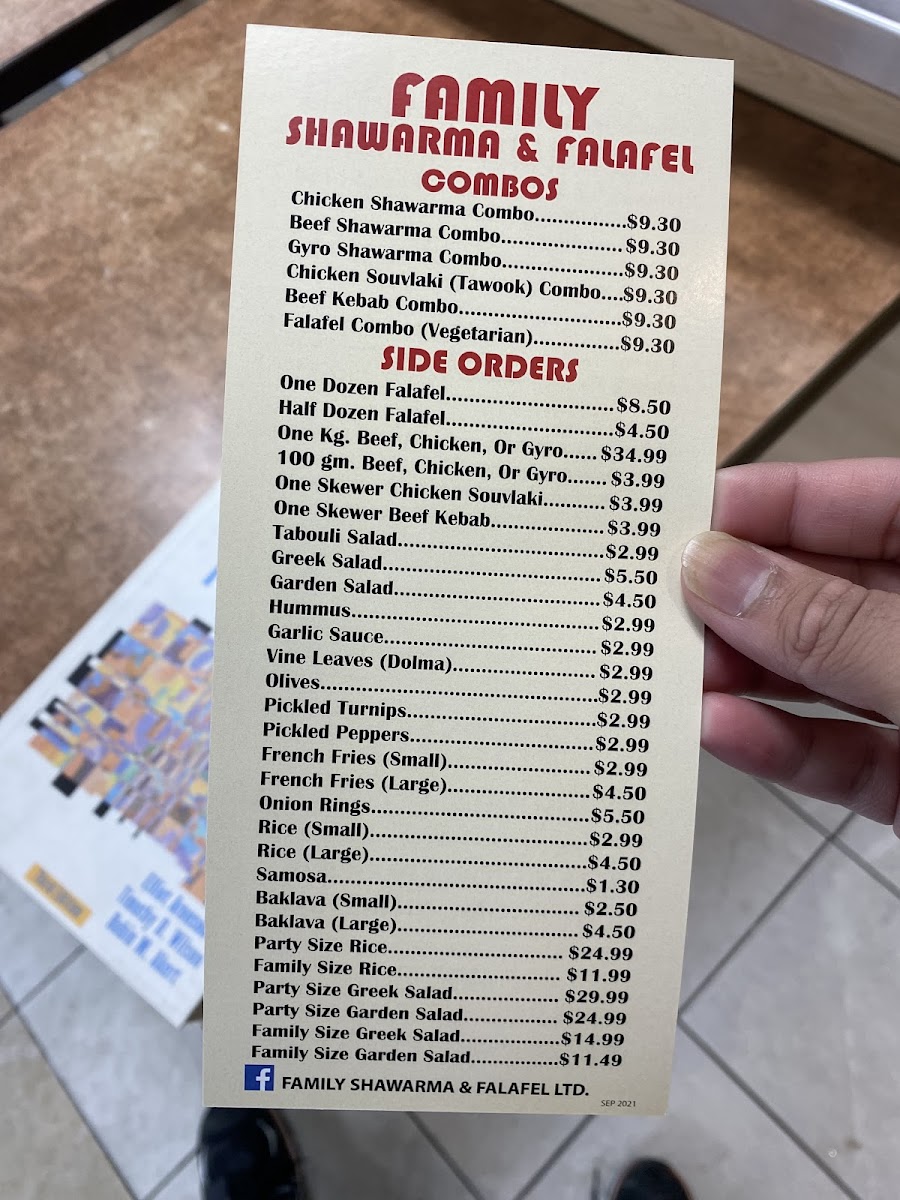 FAMILY
SHAWARMA & FALAFEL
COMBOS
Chicken Shawarma Combo...............$9.30
Beef Shawarma Combo.....................$9.30
Gyro Shawarma Combo.....................$9.30
Chicken Souvlaki (Tawook) Combo....$9.30
Beef Kebab Combo............................$9.30
Falafel Combo (Vegetarian)...............$9.30
SIDE ORDERS
One Dozen Falafel.............................$8.50
Half Dozen Falafel.............................$4.50
One Kg. Beef, Chicken, Or Gyro...... $34.99
100 gm. Beef, Chicken, Or Gyro....... $3.99
One Skewer Chicken Souvlaki........... $3.99
One Skewer Beef Kebab....................$3.99
Tabouli Salad....................................$2.99
Greek Salad...................................... $5.50
Garden Salad....................................$4.50
Hummus........................................... $2.99
Garlic Sauce..................................... $2.99
Vine Leaves (Dolma)......................... $2.99
Olives................................................$2.99
Pickled Turnips.................................$2.99
Pickled Peppers................................$2.99
French Fries (Small)......................... $2.99
French Fries (Large)......................... $4.50
Onion Rings......................................$5.50
Rice (Small)......................................$2.99
Rice (Large)......................................$4.50
Samosa.............................................$1.30
Baklava (Small)................................ $2.50
Baklava (Large)................................ $4.50
Party Size Rice.............................. $24.99
Family Size Rice............................ $11.99
Party Size Greek Salad................... $29.99
Party Size Garden Salad................. $24.99
Family Size Greek Salad..................$14.99
Family Size Garden Salad...............$11.49
f FAMILY SHAWARMA & FALAFEL LTD.
SEP 2021